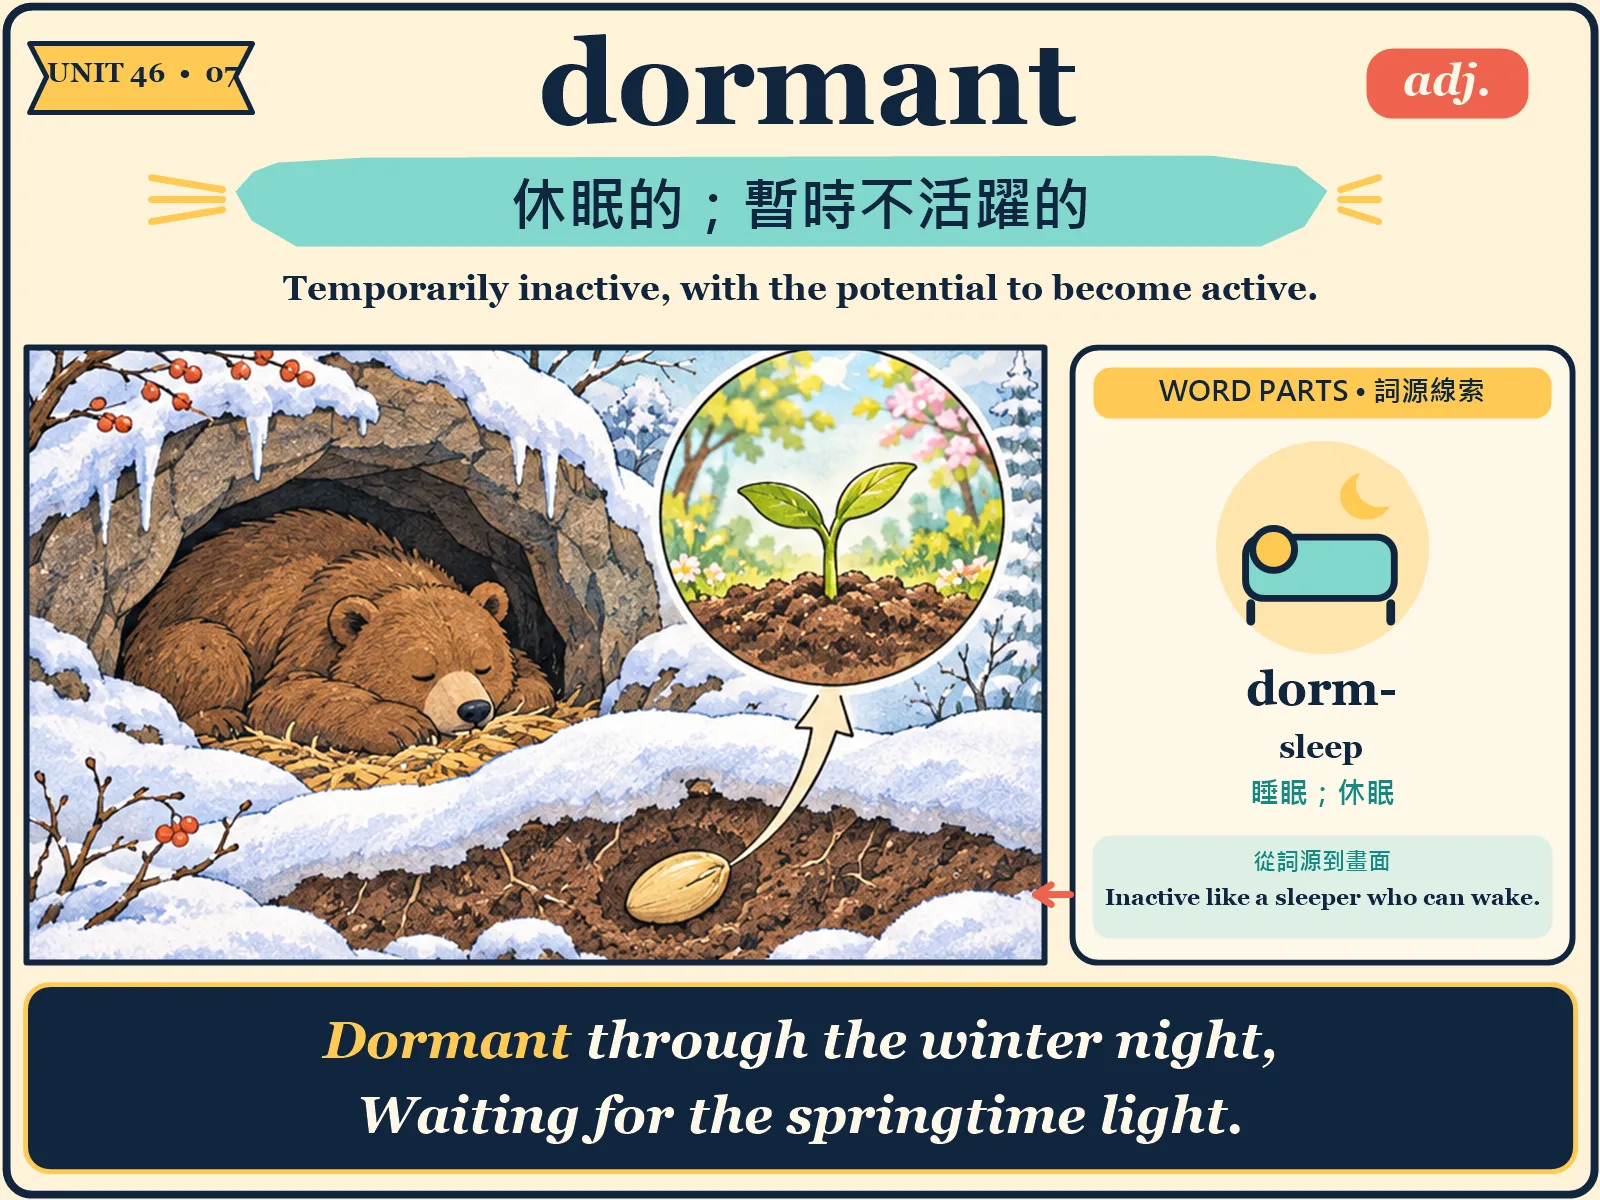 UNIT 46 • 07
dormant
adj.
休眠的；暫時不活躍的
Temporarily inactive, with the potential to become active.
WORD PARTS • 詞源線索
dorm-
sleep
睡眠；休眠
從詞源到畫面
Inactive like a sleeper who can wake.
Dormant through the winter night,
Waiting for the springtime light.